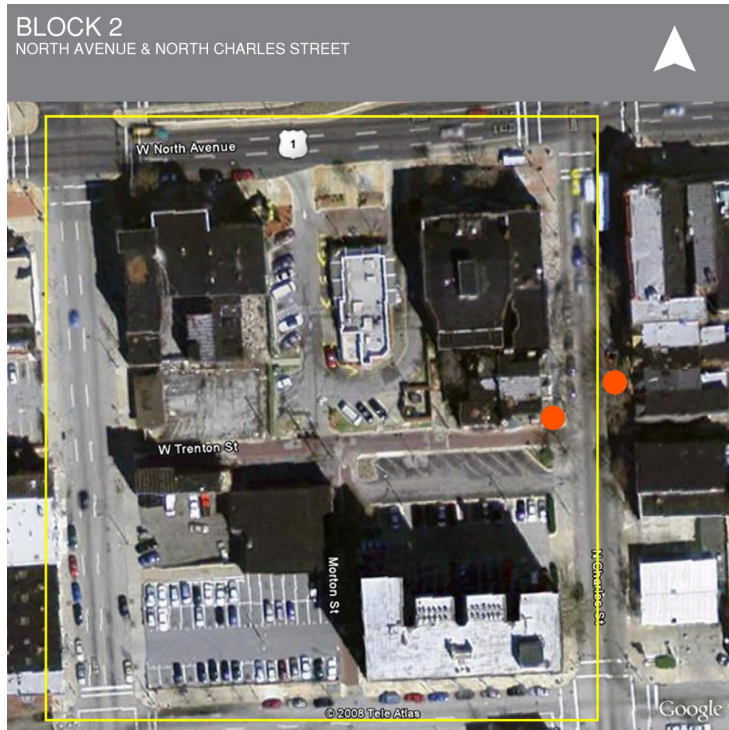 BLOCK 2
NORTH AVENUE & NORTH CHARLES STREET
W North Avenue
1
W Trenton St
Morton St
N Charles St
© 2008 Tele Atlas
Google